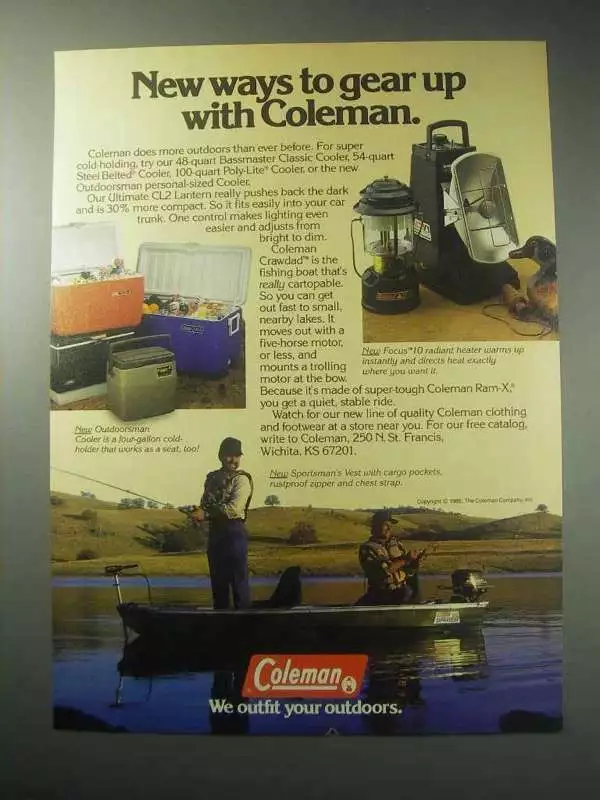 New ways to gear up
with Coleman.
Coleman does more outdoors than ever before. For super
cold-holding, try our 48-quart Bassmaster Classic Cooler, 54-quart
Steel Belted® Cooler, 100-quart Poly-Lite® Cooler, or the new
Outdoorsman personal-sized Cooler.
Our Ultimate CL2 Lantern really pushes back the dark
and is 30% more compact. So it fits easily into your car
trunk. One control makes lighting even
easier and adjusts from
bright to dim.
Coleman
Crawdad™ is the
fishing boat that's
really cartopable.
So you can get
out fast to small,
nearby lakes. It
moves out with a
five-horse motor,
or less, and
mounts a trolling
motor at the bow.
Because it's made of super-tough Coleman Ram-X,®
you get a quiet, stable ride.
Watch for our new line of quality Coleman clothing
and footwear at a store near you. For our free catalog,
write to Coleman, 250 N. St. Francis,
Wichita, KS 67201.
New Focus™10 radiant heater warms up
instantly and directs heat exactly
where you want it.
New Outdoorsman
Cooler is a four-gallon cold-
holder that works as a seat, too!
New Sportsman's Vest with cargo pockets,
rustproof zipper and chest strap.
Copyright © 1985, The Coleman Company, Inc.
Coleman
We outfit your outdoors.